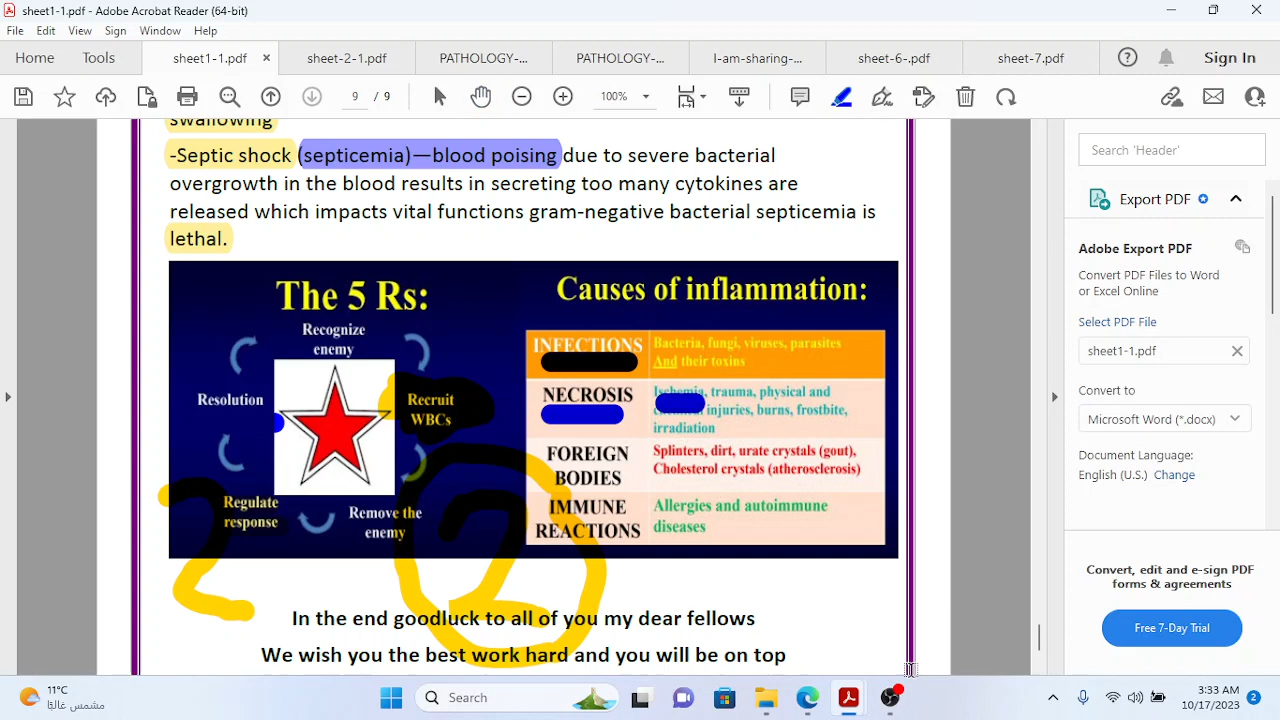 sheet1-1.pdf - Adobe Acrobat Reader (64-bit)
File Edit View Sign Window Help
Home Tools sheet1-1.pdf sheet-2-1.pdf PATHOLOGY-... PATHOLOGY-... I-am-sharing-... sheet-6-.pdf sheet-7.pdf Sign In
9 / 9 100%
swallowing
-Septic shock (septicemia)—blood poising due to severe bacterial
overgrowth in the blood results in secreting too many cytokines are
released which impacts vital functions gram-negative bacterial septicemia is
lethal.
The 5 Rs:
Recognize
enemy
Recruit
WBCs
Remove the
enemy
Regulate
response
Resolution
2
2
Causes of inflammation:
INFECTIONS Bacteria, fungi, viruses, parasites
And their toxins
NECROSIS Ischemia, trauma, physical and
injuries, burns, frostbite,
irradiation
FOREIGN BODIES Splinters, dirt, urate crystals (gout),
Cholesterol crystals (atherosclerosis)
IMMUNE REACTIONS Allergies and autoimmune
diseases
In the end goodluck to all of you my dear fellows
We wish you the best work hard and you will be on top
Search 'Header'
Export PDF
Adobe Export PDF
Convert PDF Files to Word
or Excel Online
Select PDF File
sheet1-1.pdf
Convert to
Microsoft Word (*.docx)
Document Language:
English (U.S.) Change
Convert, edit and e-sign PDF
forms & agreements
Free 7-Day Trial
11°C
مشمس غالبًا
Search
3:33 AM
10/17/2023
2